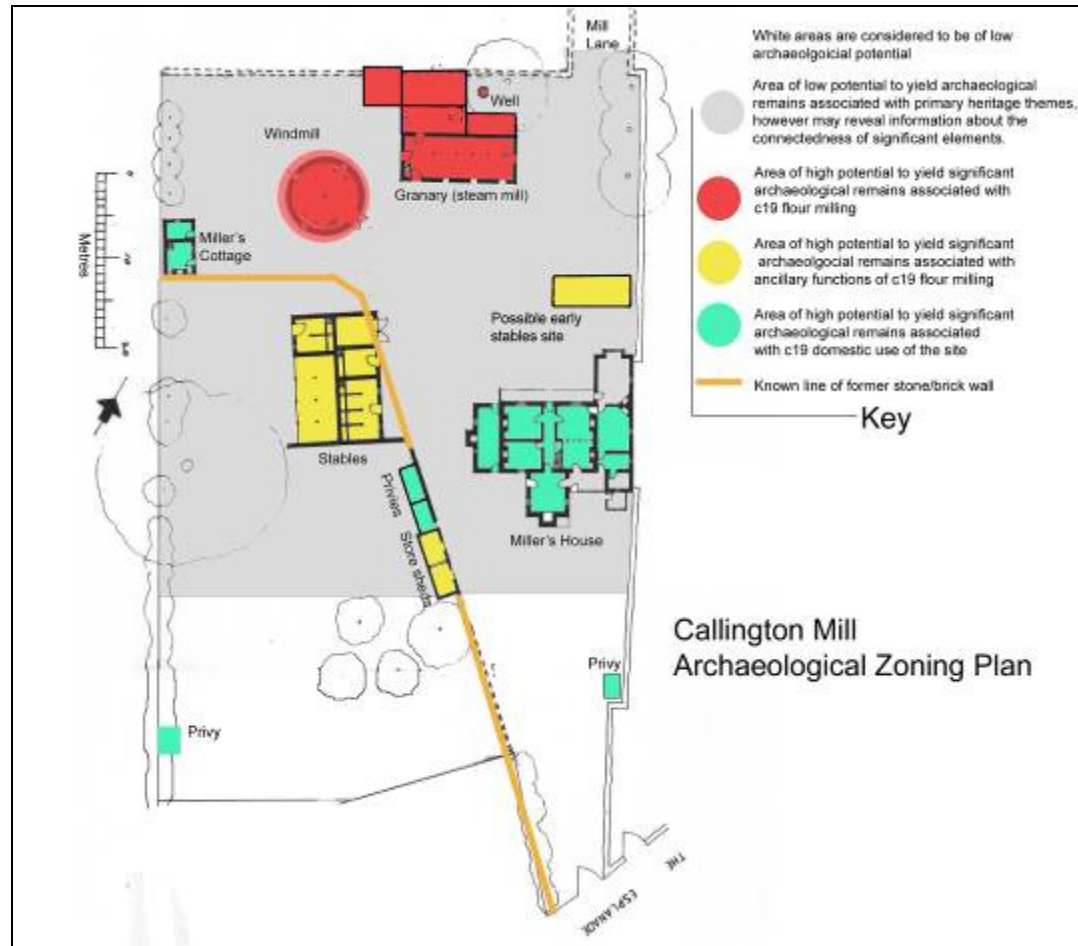 Mill
Lane
White areas are considered to be of low
archaeolgoicial potential
Area of low potential to yield archaeological
remains associated with primary heritage themes,
however may reveal information about the
connectedness of significant elements.
Well
Windmill
Area of high potential to yield significant
archaeological remains associated with
c19 flour milling
Granary (steam mill)
Miller's
Cottage
Metres
Area of high potential to yield significant
archaeolgocial remains associated with
ancillary functions of c19 flour milling
Possible early
stables site
Area of high potential to yield significant
archaeological remains associated
with c19 domestic use of the site
Known line of former stone/brick wall
Key
Stables
Privies
Store sheds
Miller's House
Callington Mill
Archaeological Zoning Plan
Privy
Privy
THE
ESPLANADE